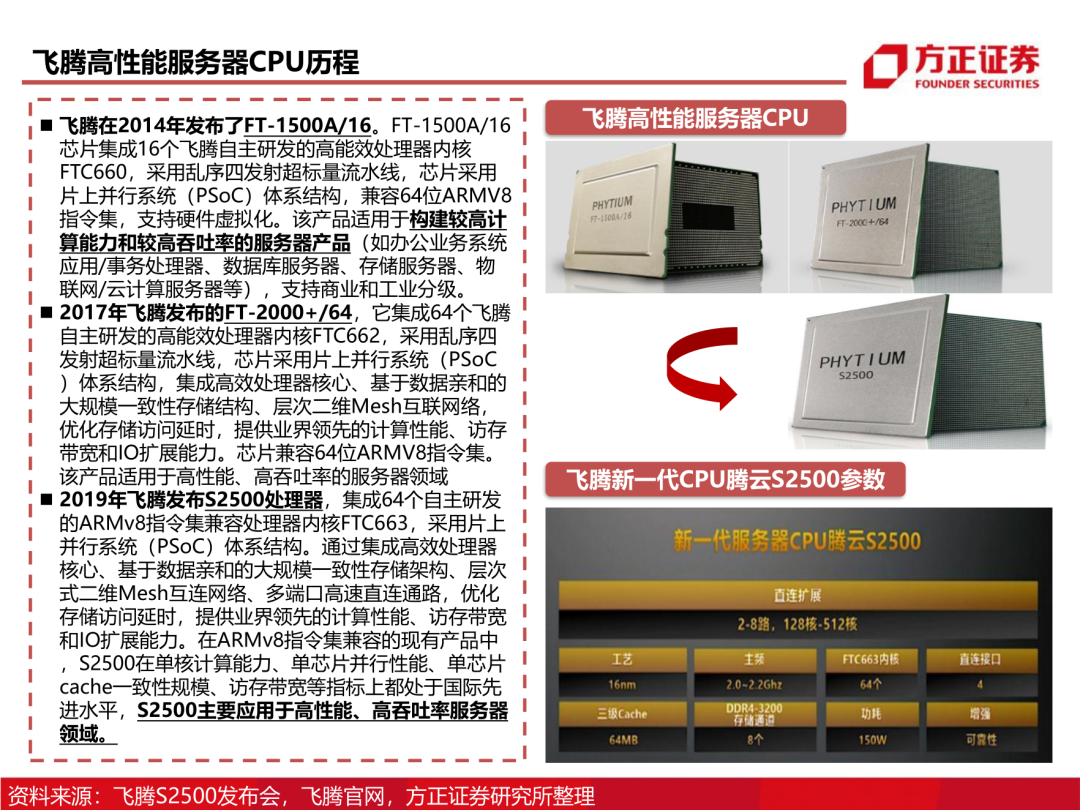 飞腾高性能服务器CPU历程
方正证券
FOUNDER SECURITIES
■ 飞腾在2014年发布了FT-1500A/16。FT-1500A/16
芯片集成16个飞腾自主研发的高能效处理器内核
FTC660，采用乱序四发射超标量流水线，芯片采用
片上并行系统（PSoC）体系结构，兼容64位ARMV8
指令集，支持硬件虚拟化。该产品适用于构建较高计
算能力和较高吞吐率的服务器产品（如办公业务系统
应用/事务处理器、数据库服务器、存储服务器、物
联网/云计算服务器等），支持商业和工业分级。
■ 2017年飞腾发布的FT-2000+/64，它集成64个飞腾
自主研发的高能效处理器内核FTC662，采用乱序四
发射超标量流水线，芯片采用片上并行系统（PSoC
）体系结构，集成高效处理器核心、基于数据亲和的
大规模一致性存储结构、层次二维Mesh互联网络，
优化存储访问延时，提供业界领先的计算性能、访存
带宽和IO扩展能力。芯片兼容64位ARMV8指令集。
该产品适用于高性能、高吞吐率的服务器领域
■ 2019年飞腾发布S2500处理器，集成64个自主研发
的ARMv8指令集兼容处理器内核FTC663，采用片上
并行系统（PSoC）体系结构。通过集成高效处理器
核心、基于数据亲和的大规模一致性存储架构、层次
式二维Mesh互连网络、多端口高速直连通路，优化
存储访问延时，提供业界领先的计算性能、访存带宽
和IO扩展能力。在ARMv8指令集兼容的现有产品中
，S2500在单核计算能力、单芯片并行性能、单芯片
cache一致性规模、访存带宽等指标上都处于国际先
进水平，S2500主要应用于高性能、高吞吐率服务器
领域。
飞腾高性能服务器CPU
PHYTIUM
FT-1500A/16
PHYTIUM
FT-2000+/64
PHYTIUM
S2500
飞腾新一代CPU腾云S2500参数
新一代服务器CPU腾云S2500
直连扩展
2-8路，128核-512核
工艺 主频 FTC663内核 直连接口
16nm 2.0~2.2Ghz 64个 4
三级Cache DDR4-3200 存储通道 功耗 增强
64MB 8个 150W 可靠性
资料来源：飞腾S2500发布会，飞腾官网，方正证券研究所整理